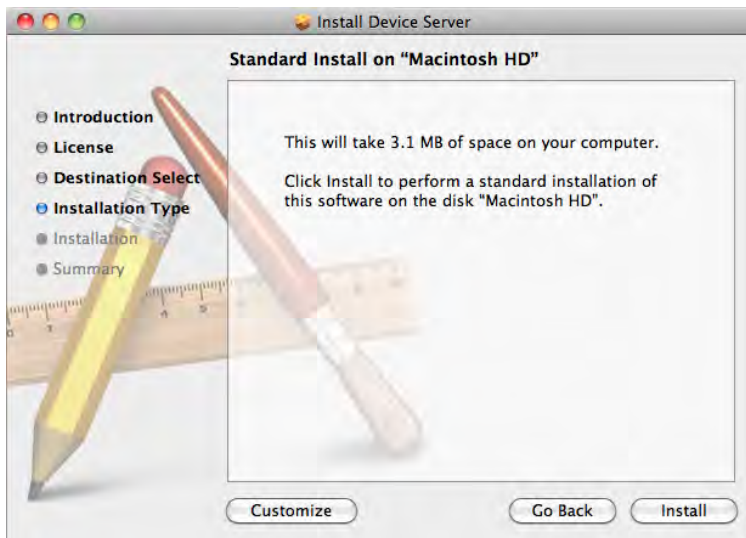 Install Device Server
Standard Install on “Macintosh HD”
Introduction
License
Destination Select
Installation Type
Installation
Summary
This will take 3.1 MB of space on your computer.
Click Install to perform a standard installation of
this software on the disk "Macintosh HD".
Customize
Go Back
Install